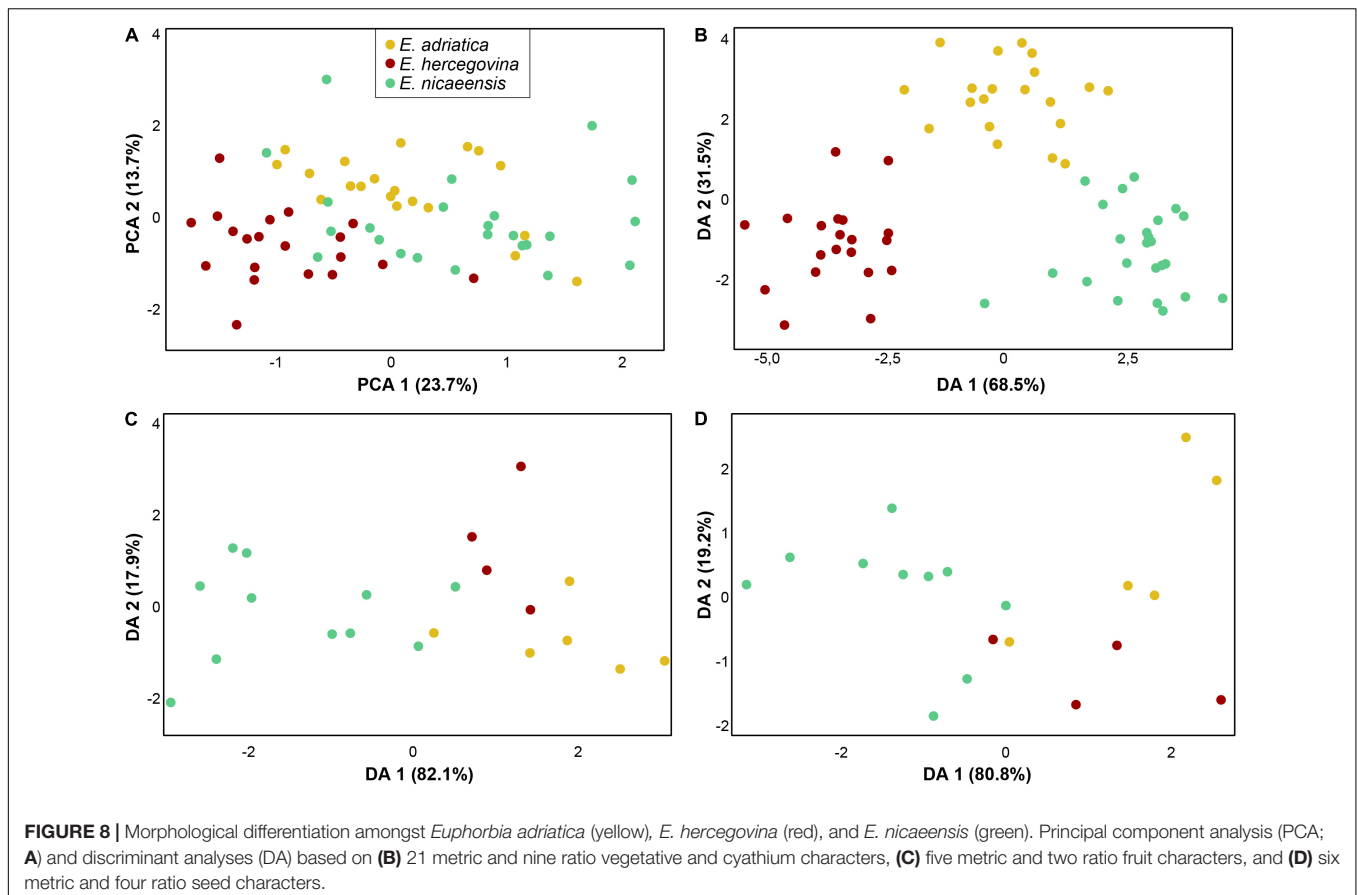 A
4
2
0
-2
PCA 2 (13.7%)
E. adriatica
E. hercegovina
E. nicaeensis
-1 0 1 2
PCA 1 (23.7%)
B
4
2
0
-2
DA 2 (31.5%)
-5,0 -2,5 0 2,5
DA 1 (68.5%)
C
4
2
0
-2
DA 2 (17.9%)
-2 0 2
DA 1 (82.1%)
D
2
1
0
-1
-2
DA 2 (19.2%)
-2 0 2
DA 1 (80.8%)
FIGURE 8 | Morphological differentiation amongst Euphorbia adriatica (yellow), E. hercegovina (red), and E. nicaeensis (green). Principal component analysis (PCA;
A) and discriminant analyses (DA) based on (B) 21 metric and nine ratio vegetative and cyathium characters, (C) five metric and two ratio fruit characters, and (D) six
metric and four ratio seed characters.